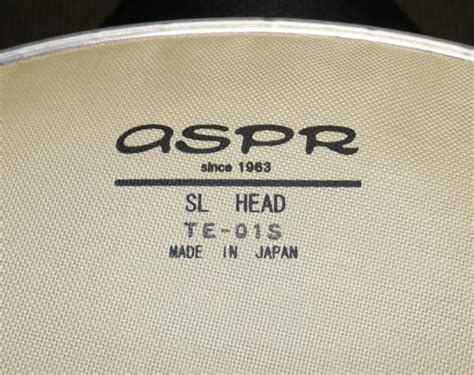 aSPR
since 1963
SL HEAD
TE-01S
MADE IN JAPAN